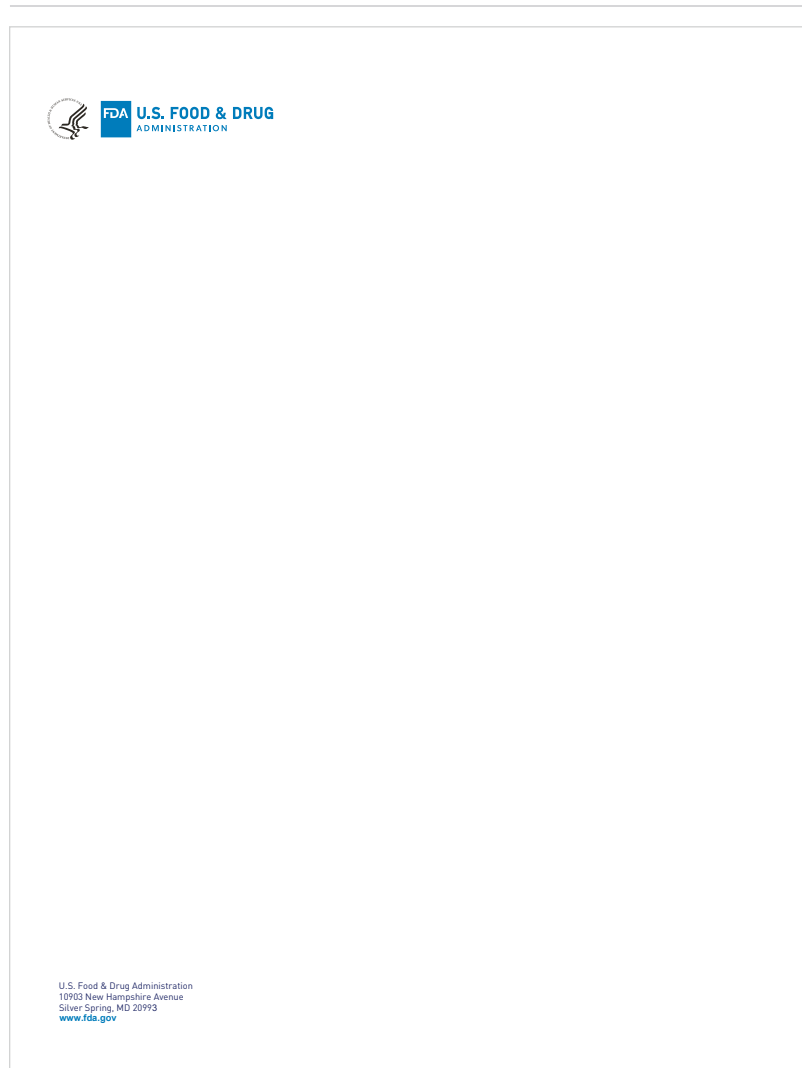 FDA U.S. FOOD & DRUG
ADMINISTRATION
U.S. Food & Drug Administration
10903 New Hampshire Avenue
Silver Spring, MD 20993
www.fda.gov